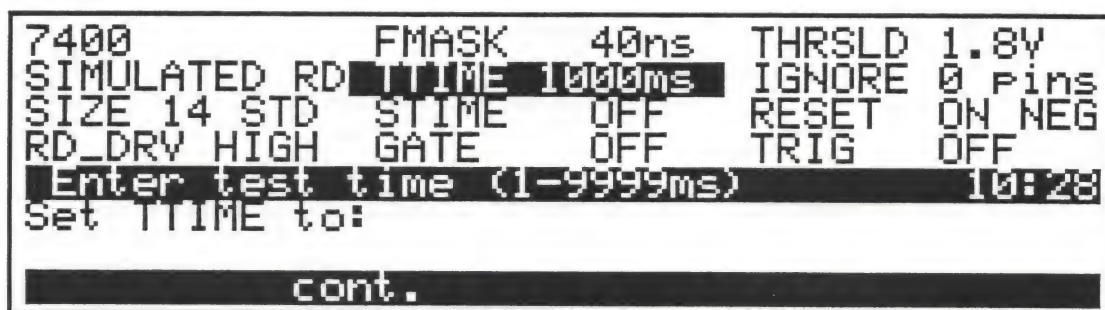 7400 FMASK 40ns THRSLD 1.8V
SIMULATED RD TTIME 1000ms IGNORE 0 pins
SIZE 14 STD STIME OFF RESET ON NEG
RD_DRV HIGH GATE OFF TRIG OFF
Enter test time (1-9999ms) 10:28
Set TTIME to:
cont.